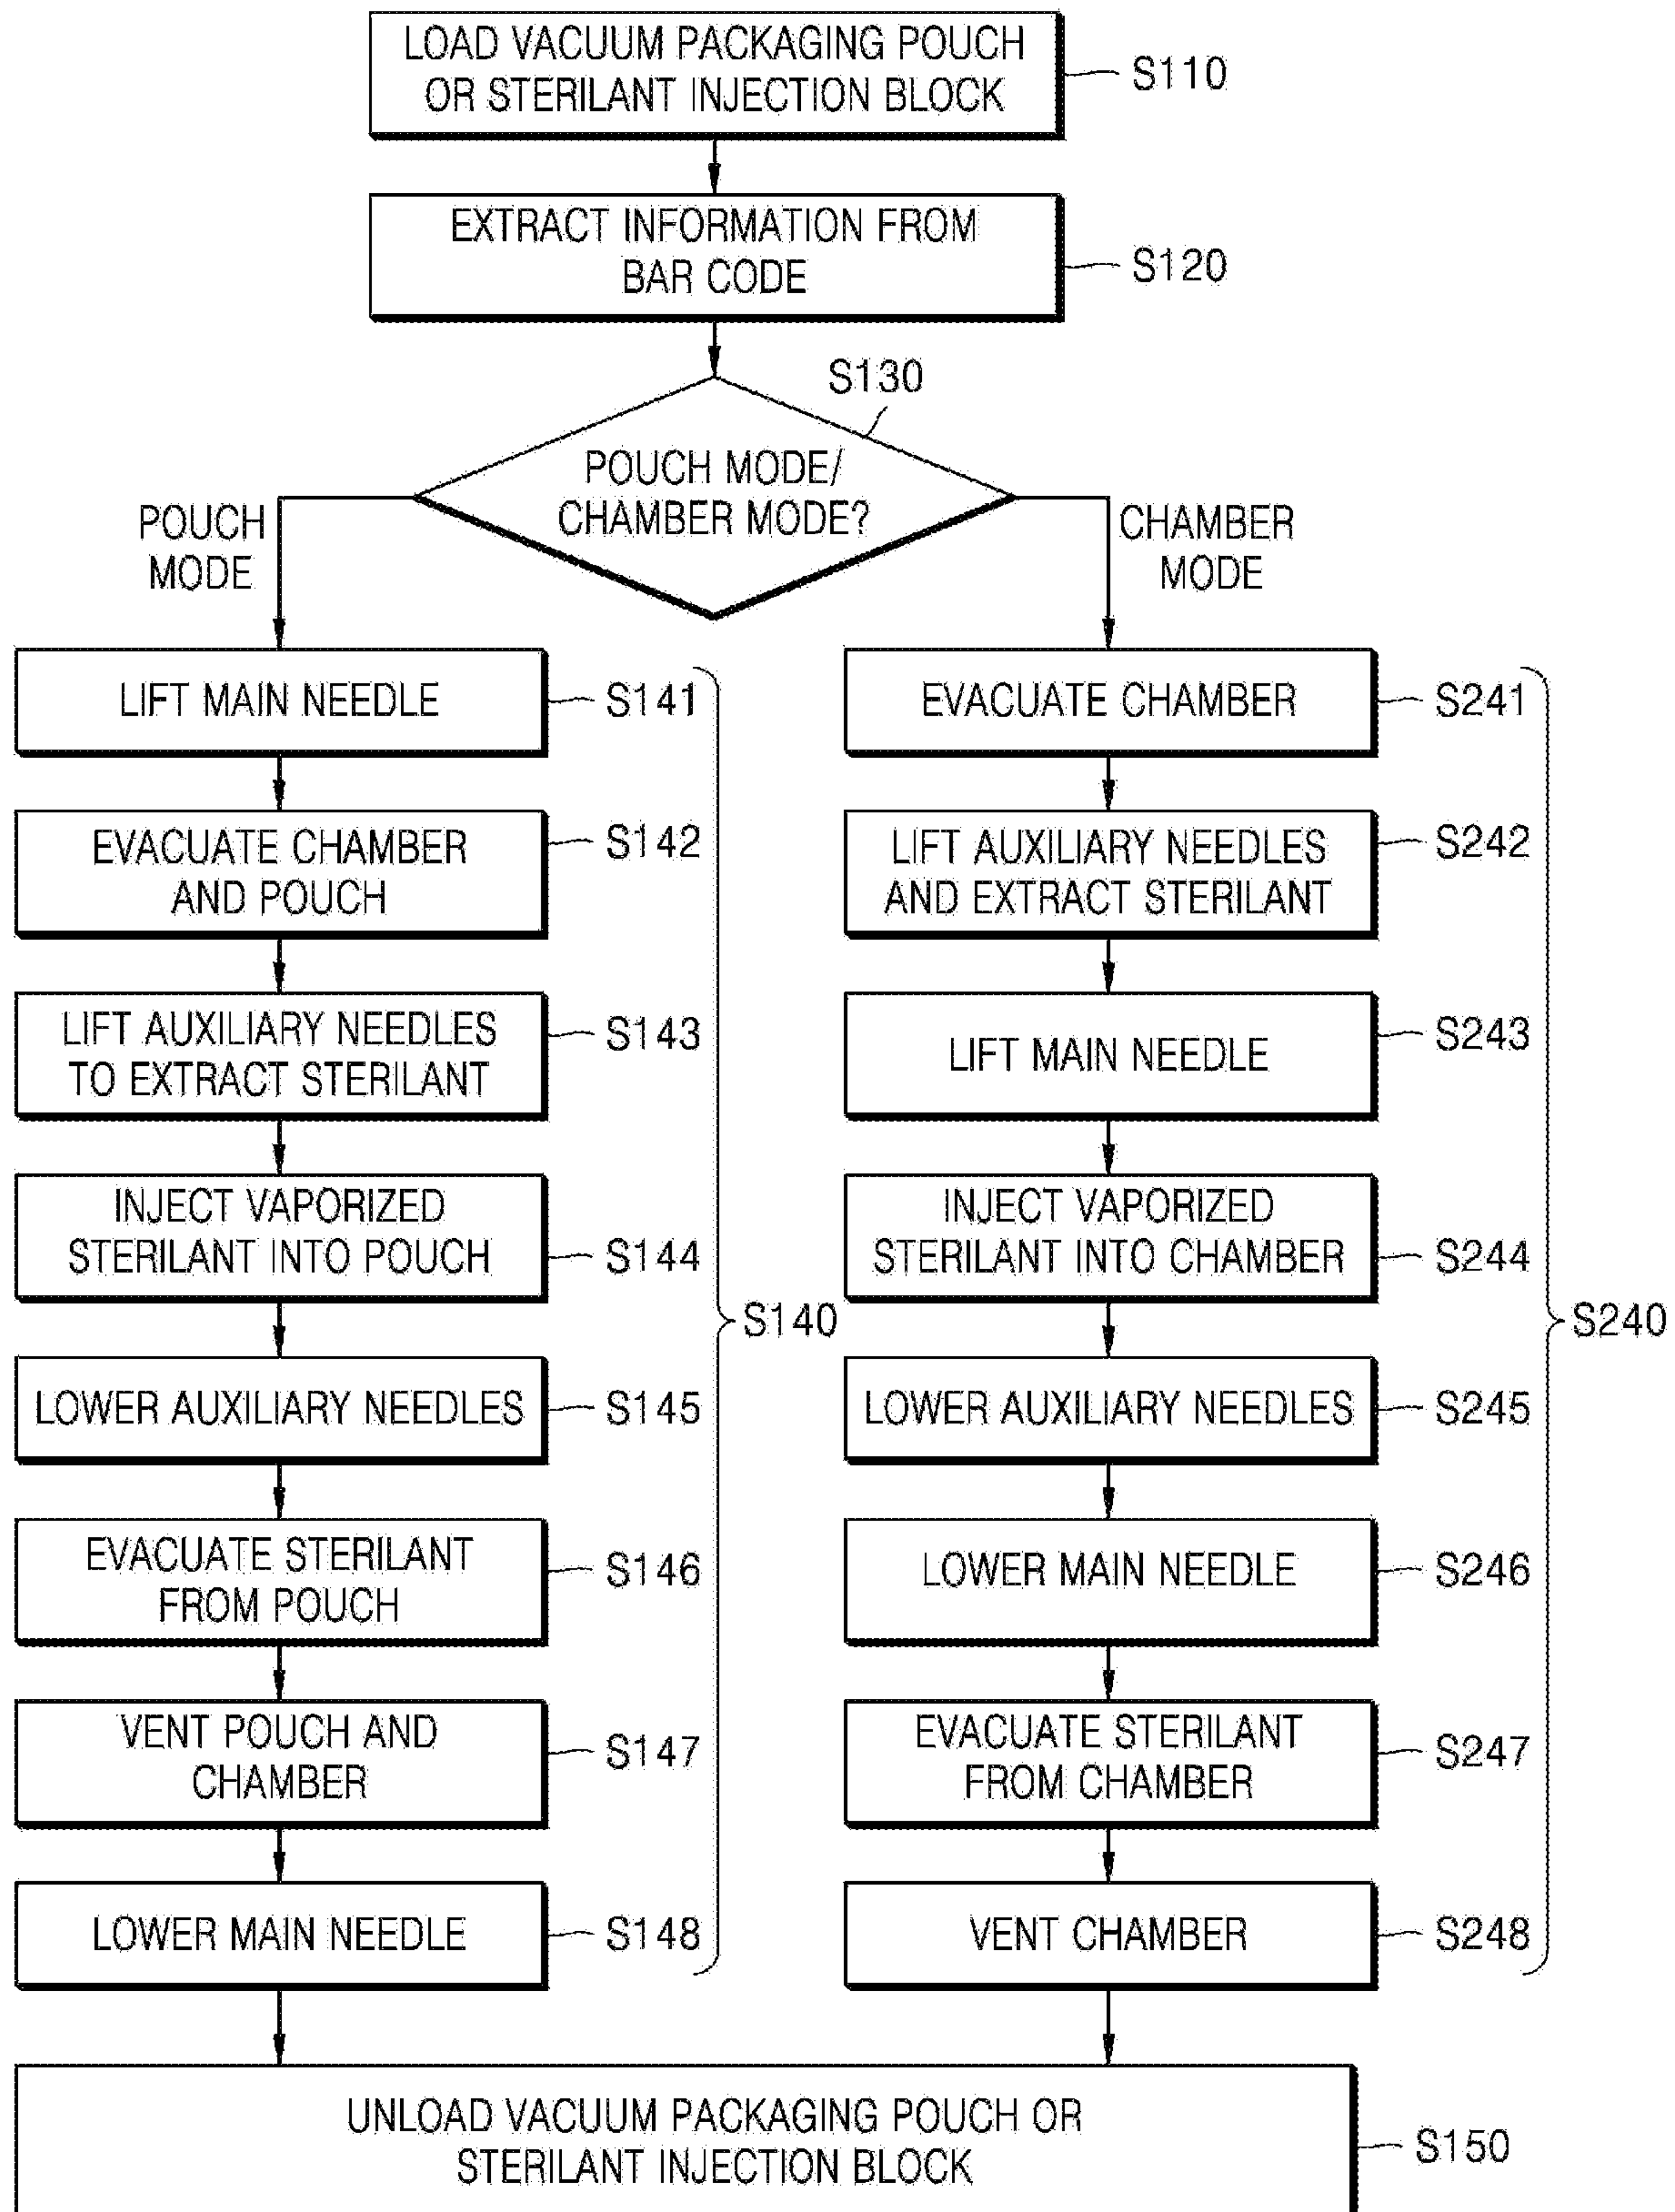 LOAD VACUUM PACKAGING POUCH
OR STERILANT INJECTION BLOCK
S110
EXTRACT INFORMATION FROM
BAR CODE
S120
S130
POUCH MODE/
CHAMBER MODE?
POUCH
MODE
CHAMBER
MODE
LIFT MAIN NEEDLE
S141
EVACUATE CHAMBER
AND POUCH
S142
LIFT AUXILIARY NEEDLES
TO EXTRACT STERILANT
S143
INJECT VAPORIZED
STERILANT INTO POUCH
S144
LOWER AUXILIARY NEEDLES
S145
EVACUATE STERILANT
FROM POUCH
S146
VENT POUCH AND
CHAMBER
S147
LOWER MAIN NEEDLE
S148
S140
EVACUATE CHAMBER
S241
LIFT AUXILIARY NEEDLES
AND EXTRACT STERILANT
S242
LIFT MAIN NEEDLE
S243
INJECT VAPORIZED
STERILANT INTO CHAMBER
S244
LOWER AUXILIARY NEEDLES
S245
LOWER MAIN NEEDLE
S246
EVACUATE STERILANT
FROM CHAMBER
S247
VENT CHAMBER
S248
S240
UNLOAD VACUUM PACKAGING POUCH OR
STERILANT INJECTION BLOCK
S150